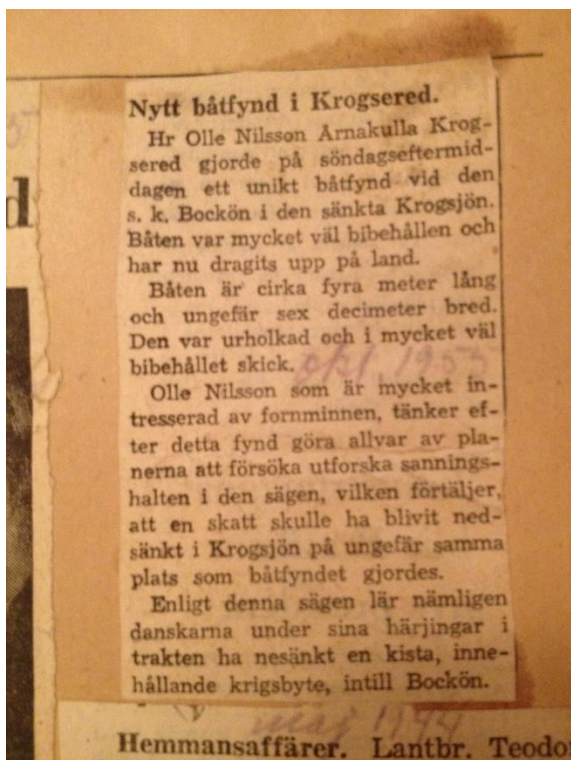 Nytt båtfynd i Krogsered.
Hr Olle Nilsson Arnakulla Krog-
sered gjorde på söndagseftermid-
dagen ett unikt båtfynd vid den
s. k. Bockön i den sänkta Krogsjön.
Båten var mycket väl bibehållen och
har nu dragits upp på land.
Båten är cirka fyra meter lång
och ungefär sex decimeter bred.
Den var urholkad och i mycket väl
bibehållet skick.
okt. 1955
Olle Nilsson som är mycket in-
tresserad av fornminnen, tänker ef-
ter detta fynd göra allvar av pla-
nerna att försöka utforska sannings-
halten i den sägen, vilken förtäljer,
att en skatt skulle ha blivit ned-
sänkt i Krogsjön på ungefär samma
plats som båtfyndet gjordes.
Enligt denna sägen lär nämligen
danskarna under sina härjingar i
trakten ha nesänkt en kista, inne-
hållande krigsbyte, intill Bockön.
maj 1944
Hemmansaffärer. Lantbr.